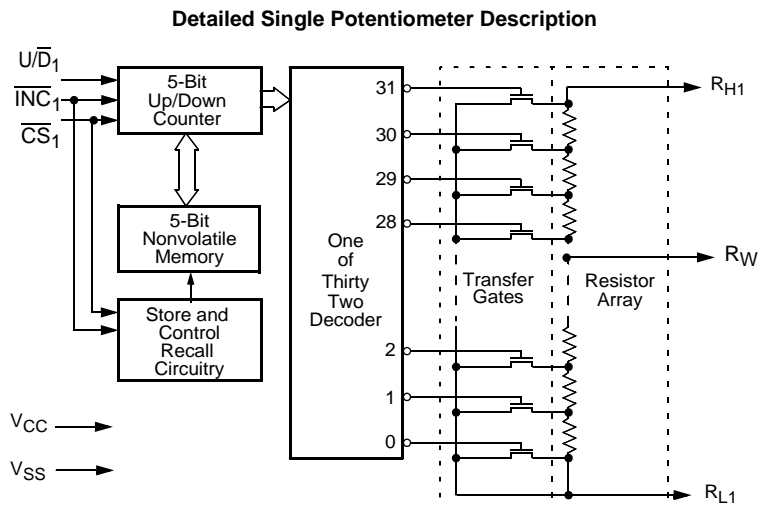 Detailed Single Potentiometer Description
U/D̅1
I̅N̅C̅1
C̅S̅1
5-Bit
Up/Down
Counter
5-Bit
Nonvolatile
Memory
Store and
Control
Recall
Circuitry
VCC
VSS
One
of
Thirty
Two
Decoder
31
30
29
28
2
1
0
Transfer
Gates
Resistor
Array
RH1
RW
RL1